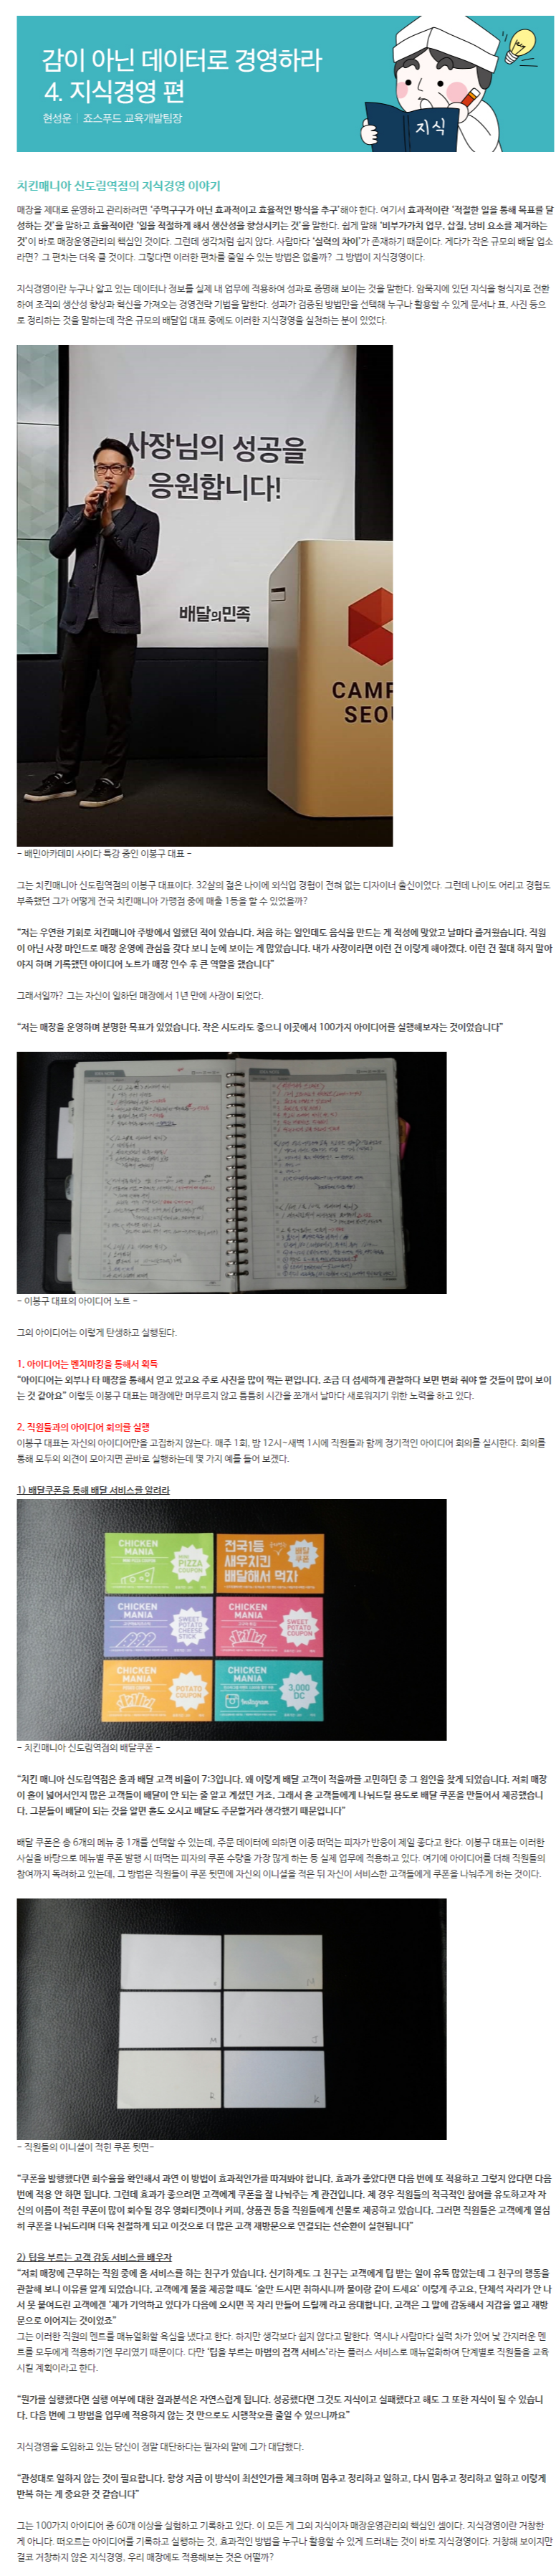 감이 아닌 데이터로 경영하라
4. 지식경영 편
현성운 | 죠스푸드 교육개발팀장
지식
치킨매니아 신도림역점의 지식경영 이야기
매장을 제대로 운영하고 관리하려면 '주먹구구가 아닌 효과적이고 효율적인 방식을 추구'해야 한다. 여기서 효과적이란 '적절한 일을 통해 목표를 달
성하는 것'을 말하고 효율적이란 '일을 적절하게 해서 생산성을 향상시키는 것'을 말한다. 쉽게 말해 '비부가가치 업무, 삽질, 낭비 요소를 제거하는
것'이 바로 매장운영관리의 핵심인 것이다. 그런데 생각처럼 쉽지 않다. 사람마다 '실력의 차이'가 존재하기 때문이다. 게다가 작은 규모의 배달 업소
라면? 그 편차는 더욱 클 것이다. 그렇다면 이러한 편차를 줄일 수 있는 방법은 없을까? 그 방법이 지식경영이다.
지식경영이란 누구나 알고 있는 데이터나 정보를 실제 내 업무에 적용하여 성과로 증명해 보이는 것을 말한다. 암묵지에 있던 지식을 형식지로 전환
하여 조직의 생산성 향상과 혁신을 가져오는 경영전략 기법을 말한다. 성과가 검증된 방법만을 선택해 누구나 활용할 수 있게 문서나 표, 사진 등으
로 정리하는 것을 말하는데 작은 규모의 배달업 대표 중에도 이러한 지식경영을 실천하는 분이 있었다.
사장님의 성공을
응원합니다!
배달의민족
CAMP
SEOU
- 배민아카데미 사이다 특강 중인 이봉구 대표 -
그는 치킨매니아 신도림역점의 이봉구 대표이다. 32살의 젊은 나이에 외식업 경험이 전혀 없는 디자이너 출신이었다. 그런데 나이도 어리고 경험도
부족했던 그가 어떻게 전국 치킨매니아 가맹점 중에 매출 1등을 할 수 있었을까?
"저는 우연한 기회로 치킨매니아 주방에서 일했던 적이 있습니다. 처음 하는 일인데도 음식을 만드는 게 적성에 맞았고 날마다 즐거웠습니다. 직원
이 아닌 사장 마인드로 매장 운영에 관심을 갖다 보니 눈에 보이는 게 많았습니다. 내가 사장이라면 이런 건 이렇게 해야겠다. 이런 건 절대 하지 말아
야지 하며 기록했던 아이디어 노트가 매장 인수 후 큰 역할을 했습니다"
그래서일까? 그는 자신이 일하던 매장에서 1년 만에 사장이 되었다.
"저는 매장을 운영하며 분명한 목표가 있었습니다. 작은 시도라도 좋으니 이곳에서 100가지 아이디어를 실행해보자는 것이었습니다"
- 이봉구 대표의 아이디어 노트 -
그의 아이디어는 이렇게 탄생하고 실행된다.
1. 아이디어는 벤치마킹을 통해서 획득
"아이디어는 외부나 타 매장을 통해서 얻고 있고요 주로 사진을 많이 찍는 편입니다. 조금 더 섬세하게 관찰하다 보면 변화 줘야 할 것들이 많이 보이
는 것 같아요" 이렇듯 이봉구 대표는 매장에만 머무르지 않고 틈틈히 시간을 쪼개서 날마다 새로워지기 위한 노력을 하고 있다.
2. 직원들과의 아이디어 회의를 실행
이봉구 대표는 자신의 아이디어만을 고집하지 않는다. 매주 1회, 밤 12시~새벽 1시에 직원들과 함께 정기적인 아이디어 회의를 실시한다. 회의를
통해 모두의 의견이 모아지면 곧바로 실행하는데 몇 가지 예를 들어 보겠다.
1) 배달쿠폰을 통해 배달 서비스를 알려라
CHICKEN
MANIA
PIZZA
COUPON
전국1등
새우치킨
배달해서 먹자
배달
쿠폰
CHICKEN
MANIA
SWEET
POTATO
CHEESE
STICK
CHICKEN
MANIA
SWEET
POTATO
COUPON
CHICKEN
MANIA
POTATO
COUPON
CHICKEN
MANIA
Instagram
3,000
DC
- 치킨매니아 신도림역점의 배달쿠폰 -
"치킨 매니아 신도림역점은 홀과 배달 고객 비율이 7:3입니다. 왜 이렇게 배달 고객이 적을까를 고민하던 중 그 원인을 찾게 되었습니다. 저희 매장
이 홀이 넓어서인지 많은 고객들이 배달이 안 되는 줄 알고 계셨던 거죠. 그래서 홀 고객들에게 나눠드릴 용도로 배달 쿠폰을 만들어서 제공했습니
다. 그분들이 배달이 되는 것을 알면 홀도 오시고 배달도 주문할거라 생각했기 때문입니다"
배달 쿠폰은 총 6개의 메뉴 중 1개를 선택할 수 있는데, 주문 데이터에 의하면 이중 떠먹는 피자가 반응이 제일 좋다고 한다. 이봉구 대표는 이러한
사실을 바탕으로 메뉴별 쿠폰 발행 시 떠먹는 피자의 쿠폰 수량을 가장 많게 하는 등 실제 업무에 적용하고 있다. 여기에 아이디어를 더해 직원들의
참여까지 독려하고 있는데, 그 방법은 직원들이 쿠폰 뒷면에 자신의 이니셜을 적은 뒤 자신이 서비스한 고객들에게 쿠폰을 나눠주게 하는 것이다.
M
M
J
R
K
- 직원들의 이니셜이 적힌 쿠폰 뒷면-
"쿠폰을 발행했다면 회수율을 확인해서 과연 이 방법이 효과적인가를 따져봐야 합니다. 효과가 좋았다면 다음 번에 또 적용하고 그렇지 않다면 다음
번에 적용 안 하면 됩니다. 그런데 효과가 좋으려면 고객에게 쿠폰을 잘 나눠주는 게 관건입니다. 제 경우 직원들의 적극적인 참여를 유도하고자 자
신의 이름이 적힌 쿠폰이 많이 회수될 경우 영화티켓이나 커피, 상품권 등을 직원들에게 선물로 제공하고 있습니다. 그러면 직원들은 고객에게 열심
히 쿠폰을 나눠드리며 더욱 친절하게 되고 이것으로 더 많은 고객 재방문으로 연결되는 선순환이 실현됩니다"
2) 팁을 부르는 고객 감동 서비스를 배우자
"저희 매장에 근무하는 직원 중에 홀 서비스를 하는 친구가 있습니다. 신기하게도 그 친구는 고객에게 팁 받는 일이 유독 많았는데 그 친구의 행동을
관찰해 보니 이유를 알게 되었습니다. 고객에게 물을 제공할 때도 '술만 드시면 취하시니까 물이랑 같이 드세요' 이렇게 주고요, 단체석 자리가 안 나
서 못 붙여드린 고객에겐 '제가 기억하고 있다가 다음에 오시면 꼭 자리 만들어 드릴께'라고 응대합니다. 고객은 그 말에 감동해서 지갑을 열고 재방
문으로 이어지는 것이었죠"
그는 이러한 직원의 멘트를 매뉴얼화할 욕심을 냈다고 한다. 하지만 생각보다 쉽지 않다고 말한다. 역시나 사람마다 실력 차가 있어 낯 간지러운 멘
트를 모두에게 적용하기엔 무리였기 때문이다. 다만 '팁을 부르는 마법의 접객 서비스'라는 플러스 서비스로 매뉴얼화하여 단계별로 직원들을 교육
시킬 계획이라고 한다.
"뭔가를 실행했다면 실행 여부에 대한 결과분석은 자연스럽게 됩니다. 성공했다면 그것도 지식이고 실패했다고 해도 그 또한 지식이 될 수 있습니
다. 다음 번에 그 방법을 업무에 적용하지 않는 것 만으로도 시행착오를 줄일 수 있으니까요"
지식경영을 도입하고 있는 당신이 정말 대단하다는 필자의 말에 그가 대답했다.
"관성대로 일하지 않는 것이 필요합니다. 항상 지금 이 방식이 최선인가를 체크하며 멈추고 정리하고 일하고, 다시 멈추고 정리하고 일하고 이렇게
반복 하는 게 중요한 것 같습니다"
그는 100가지 아이디어 중 60개 이상을 실험하고 기록하고 있다. 이 모든 게 그의 지식이자 매장운영관리의 핵심인 셈이다. 지식경영이란 거창한
게 아니다. 떠오르는 아이디어를 기록하고 실행하는 것, 효과적인 방법을 누구나 활용할 수 있게 드러내는 것이 바로 지식경영이다. 거창해 보이지만
결코 거창하지 않은 지식경영, 우리 매장에도 적용해보는 것은 어떨까?